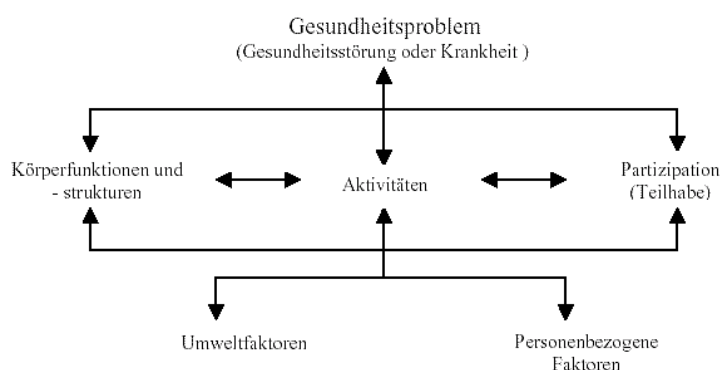 Gesundheitsproblem
(Gesundheitsstörung oder Krankheit )
Körperfunktionen und
- strukturen
Aktivitäten
Partizipation
(Teilhabe)
Umweltfaktoren
Personenbezogene
Faktoren